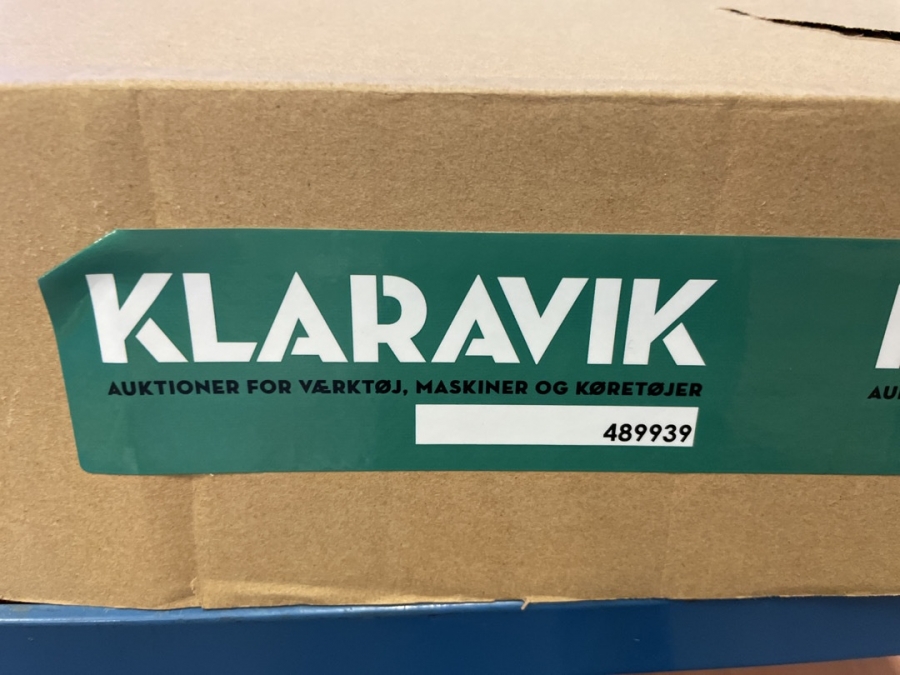 KLARAVIK
AUKTIONER FOR VÆRKTØJ, MASKINER OG KØRETØJER
489939